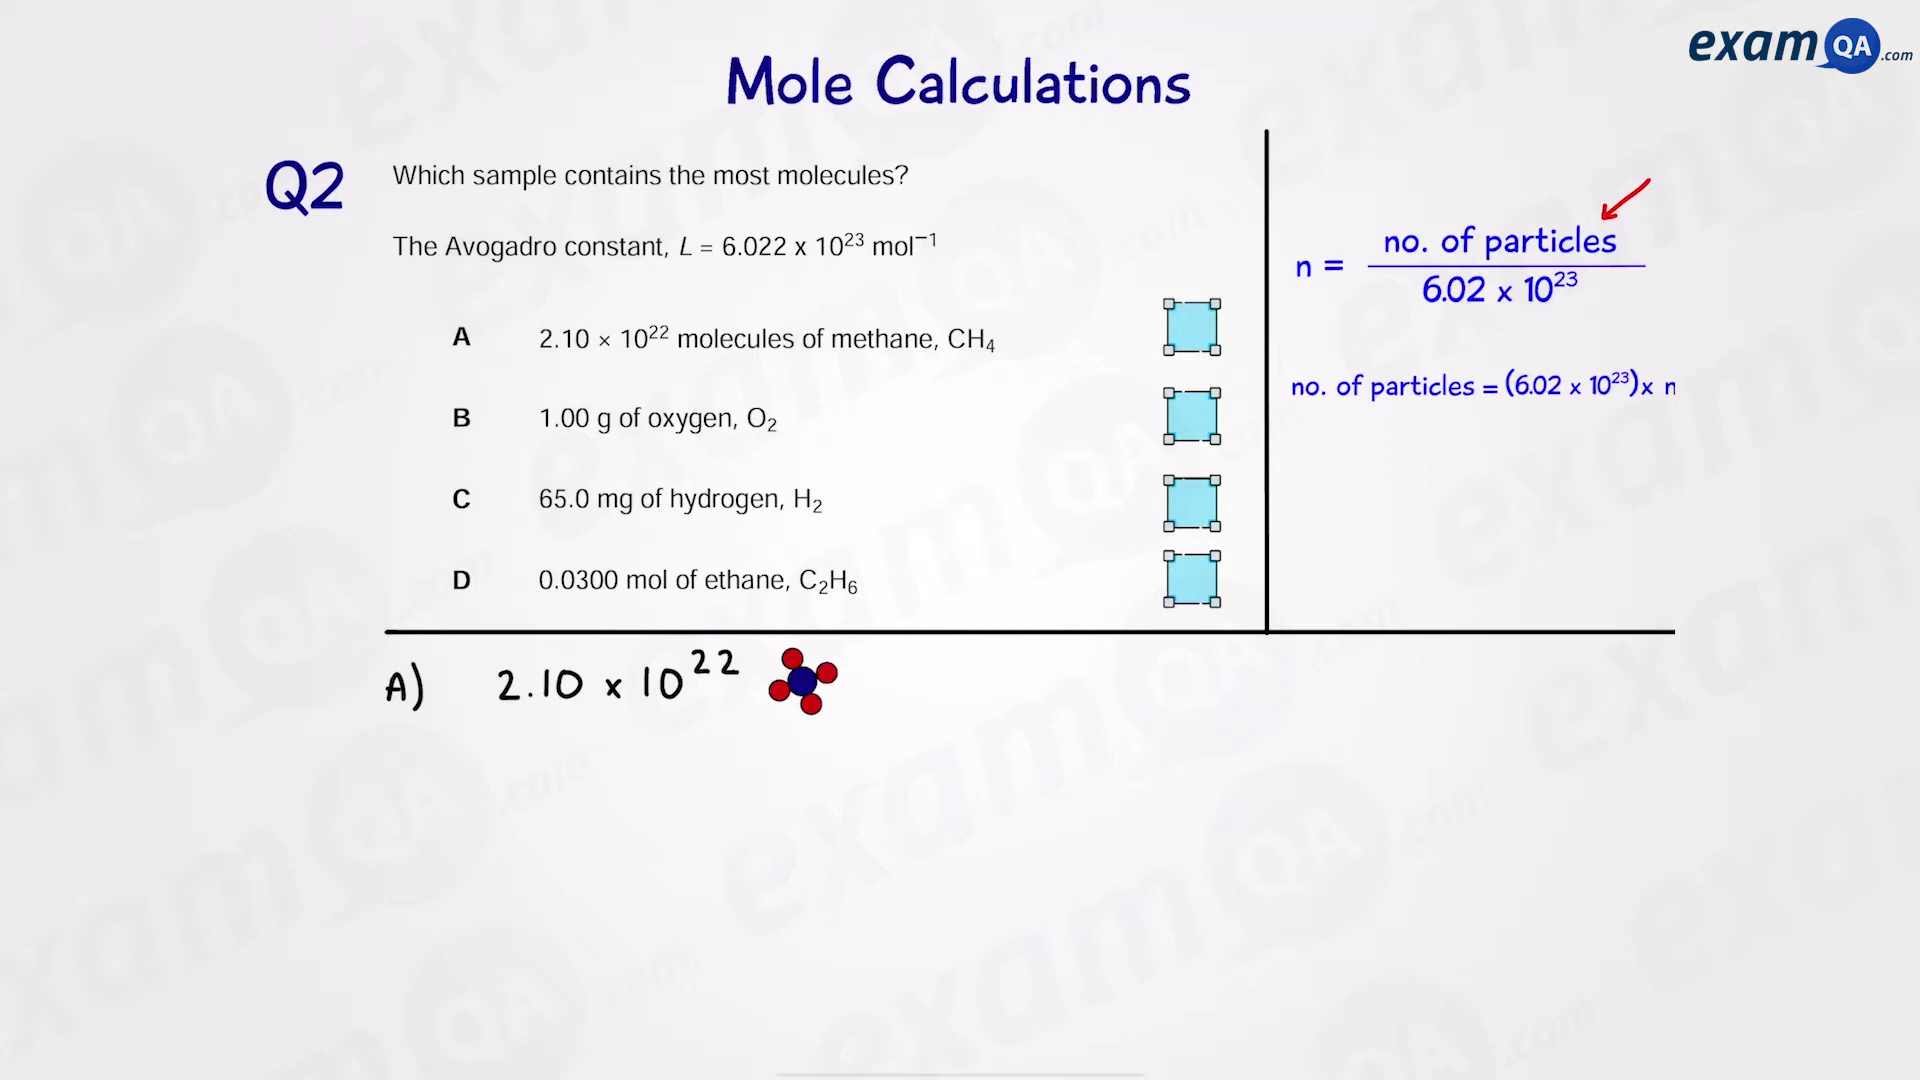 examQA.com
Mole Calculations
Q2 Which sample contains the most molecules?
The Avogadro constant, L = 6.022 x 10²³ mol⁻¹
A 2.10 × 10²² molecules of methane, CH₄
B 1.00 g of oxygen, O₂
C 65.0 mg of hydrogen, H₂
D 0.0300 mol of ethane, C₂H₆
n = no. of particles
6.02 x 10²³
no. of particles = (6.02 x 10²³)x n
A) 2.10 x 10²²